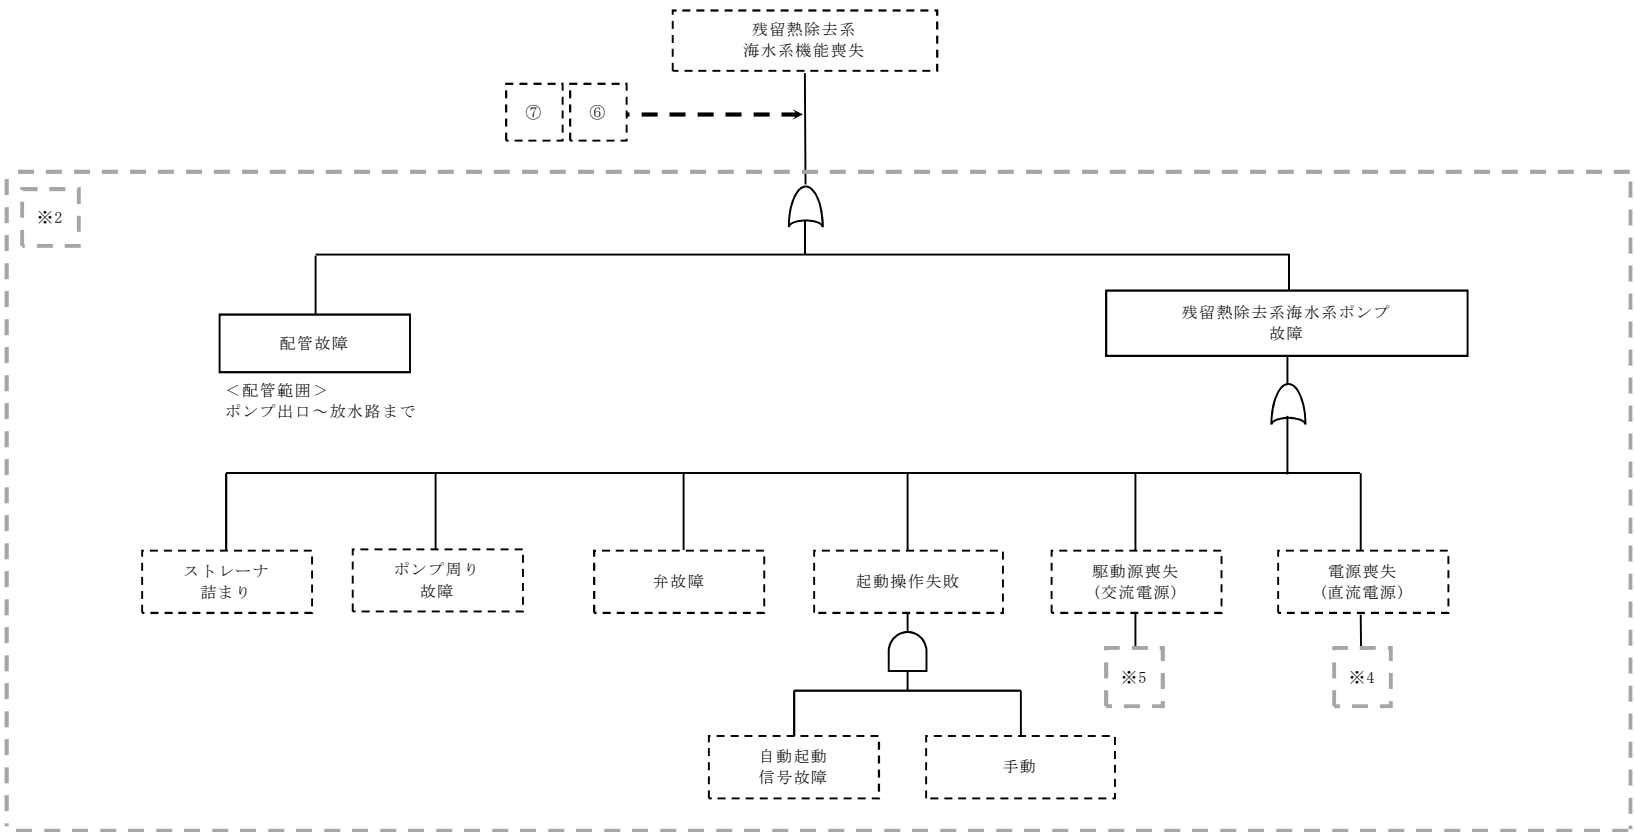 残留熱除去系
海水系機能喪失
⑦
⑥
※2
残留熱除去系海水系ポンプ
故障
配管故障
＜配管範囲＞
ポンプ出口～放水路まで
ストレーナ
詰まり
ポンプ周り
故障
弁故障
起動操作失敗
駆動源喪失
（交流電源）
電源喪失
（直流電源）
※5
※4
自動起動
信号故障
手動